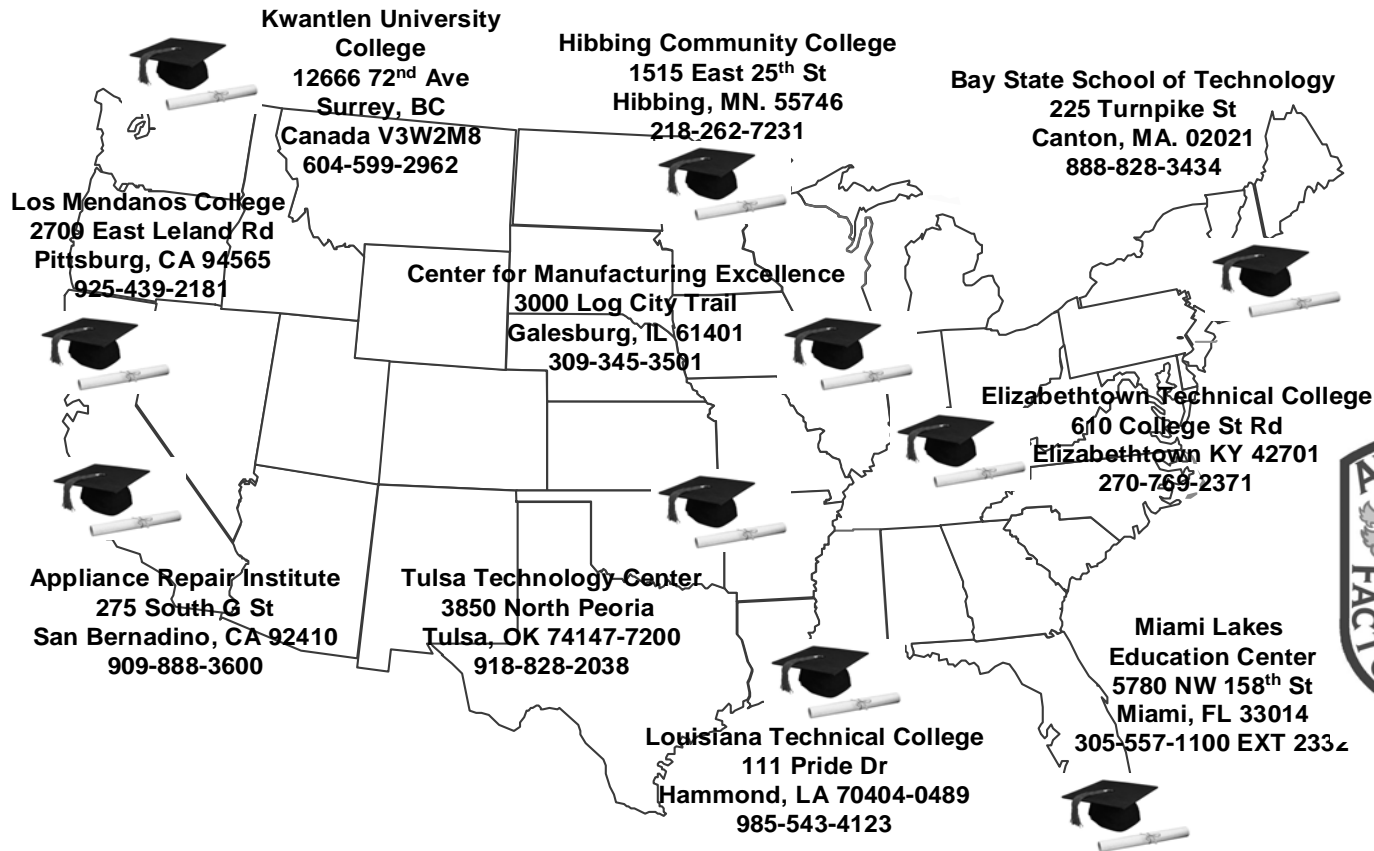 Kwantlen University
College
12666 72nd Ave
Surrey, BC
Canada V3W2M8
604-599-2962
Hibbing Community College
1515 East 25th St
Hibbing, MN. 55746
218-262-7231
Bay State School of Technology
225 Turnpike St
Canton, MA. 02021
888-828-3434
Los Mendanos College
2700 East Leland Rd
Pittsburg, CA 94565
925-439-2181
Center for Manufacturing Excellence
3000 Log City Trail
Galesburg, IL 61401
309-345-3501
Elizabethtown Technical College
610 College St Rd
Elizabethtown KY 42701
270-769-2371
Appliance Repair Institute
275 South G St
San Bernadino, CA 92410
909-888-3600
Tulsa Technology Center
3850 North Peoria
Tulsa, OK 74147-7200
918-828-2038
Miami Lakes
Education Center
5780 NW 158th St
Miami, FL 33014
305-557-1100 EXT 2332
Louisiana Technical College
111 Pride Dr
Hammond, LA 70404-0489
985-543-4123